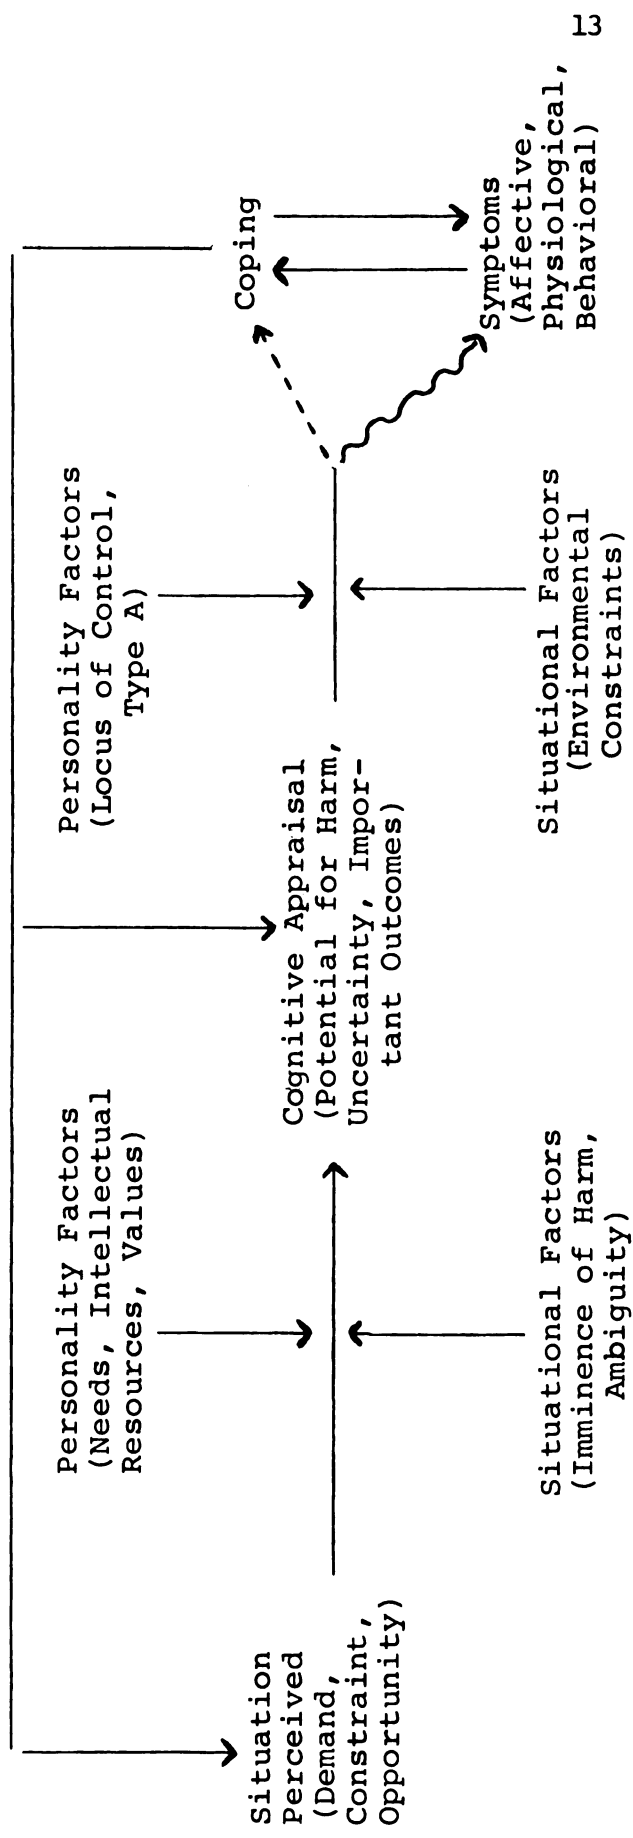 13
Situation
Perceived
(Demand,
Constraint,
Opportunity)
Personality Factors
(Needs, Intellectual
Resources, Values)
Situational Factors
(Imminence of Harm,
Ambiguity)
Cognitive Appraisal
(Potential for Harm,
Uncertainty, Impor-
tant Outcomes)
Personality Factors
(Locus of Control,
Type A)
Situational Factors
(Environmental
Constraints)
Coping
Symptoms
(Affective,
Physiological,
Behavioral)